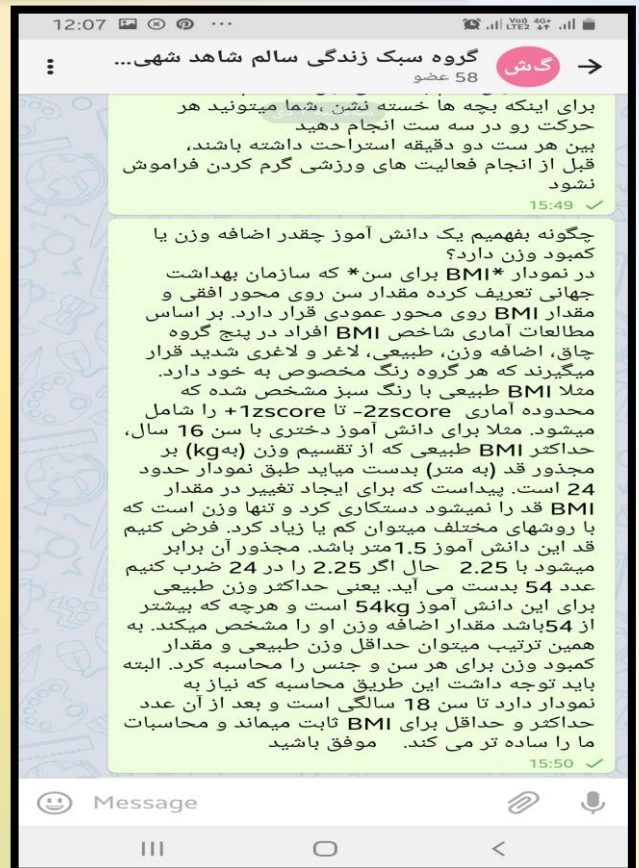 12:07
Vo)) 4G+ LTE2
گروه سبک زندگی سالم شاهد شهی...
58 عضو
گش
برای اینکه بچه ها خسته نشن ،شما میتونید هر
حرکت رو در سه ست انجام دهید
بین هر ست دو دقیقه استراحت داشته باشند،
قبل از انجام فعالیت های ورزشی گرم کردن فراموش
نشود
15:49
چگونه بفهمیم یک دانش آموز چقدر اضافه وزن یا
کمبود وزن دارد؟
در نمودار *BMI برای سن* که سازمان بهداشت
جهانی تعریف کرده مقدار سن روی محور افقی و
مقدار BMI روی محور عمودی قرار دارد. بر اساس
مطالعات آماری شاخص BMI افراد در پنج گروه
چاق، اضافه وزن، طبیعی، لاغر و لاغری شدید قرار
میگیرند که هر گروه رنگ مخصوص به خود دارد.
مثلا BMI طبیعی با رنگ سبز مشخص شده که
محدوده آماری 2zscore- تا 1zscore+ را شامل
میشود. مثلا برای دانش آموز دختری با سن 16 سال،
حداکثر BMI طبیعی که از تقسیم وزن (بهkg) بر
مجذور قد (به متر) بدست میاید طبق نمودار حدود
24 است. پیداست که برای ایجاد تغییر در مقدار
BMI قد را نمیشود دستکاری کرد و تنها وزن است که
با روشهای مختلف میتوان کم یا زیاد کرد. فرض کنیم
قد این دانش آموز 1.5متر باشد. مجذور آن برابر
میشود با 2.25 حال اگر 2.25 را در 24 ضرب کنیم
عدد 54 بدست می آید. یعنی حداکثر وزن طبیعی
برای این دانش آموز 54kg است و هرچه که بیشتر
از 54باشد مقدار اضافه وزن او را مشخص میکند. به
همین ترتیب میتوان حداقل وزن طبیعی و مقدار
کمبود وزن برای هر سن و جنس را محاسبه کرد. البته
باید توجه داشت این طریق محاسبه که نیاز به
نمودار دارد تا سن 18 سالگی است و بعد از آن عدد
حداکثر و حداقل برای BMI ثابت میماند و محاسبات
ما را ساده تر می کند. موفق باشید
15:50
Message